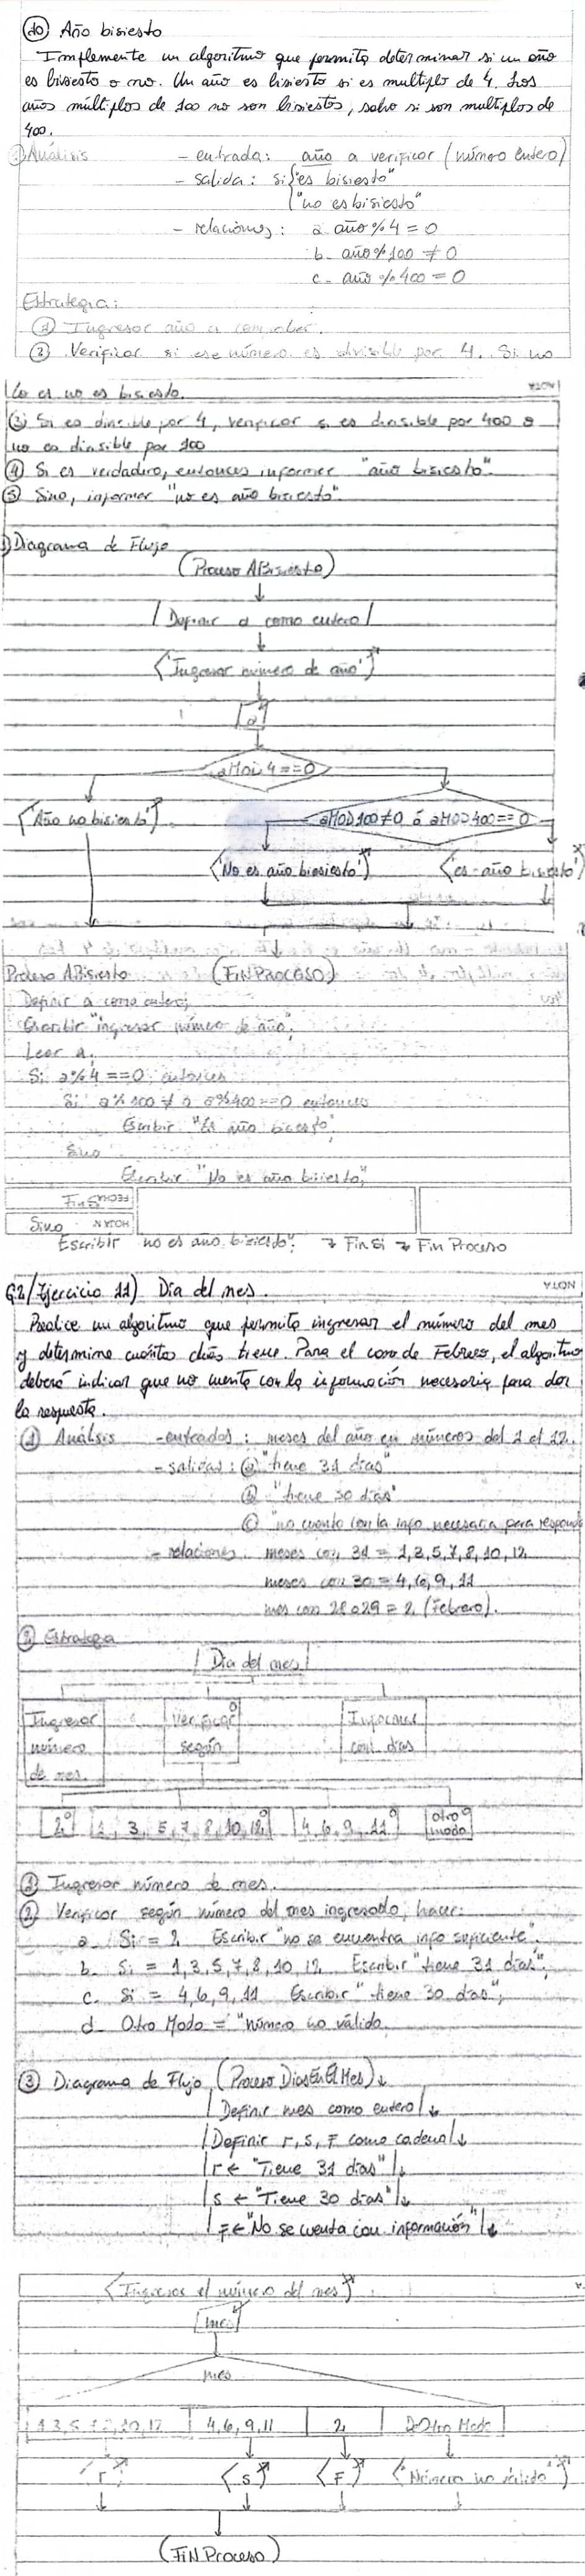 10) Año bisiesto
Implemente un algoritmo que permita determinar si un año
es bisiesto o no. Un año es bisiesto si es multiplo de 4. Los
años múltiplos de 100 no son bisiestos, salvo si son multiplos de
400.
① Análisis - entrada: año a verificar (número entero)
- salida: si { "es bisiesto"
"no es bisiesto"
- relaciones: a. año % 4 = 0
b. año % 100 ≠ 0
c. año % 400 = 0
Estrategia:
① Ingresar año a comprobar.
② Verificar si ese número es divisible por 4. Si no
lo es no es bisiesto.
③ Si es divisible por 4, verificar si es divisible por 400 o
no es divisible por 100
④ Si es verdadero, entonces informar "año bisiesto".
⑤ Sino, informar "no es año bisiesto".
Diagrama de Flujo
(Proceso ABisiesto)
Definir a como entero
'Ingresar número de año'
a
a MOD 4 == 0
'Año no bisiesto'
a MOD 100 ≠ 0 ó a MOD 400 == 0
'No es año bisiesto'
'es año bisiesto'
(FINPROCESO)
Proceso ABisiesto
Definir a como entero;
Escribir "ingresar número de año";
Leer a;
Si a % 4 == 0 entonces
Si a % 100 ≠ o a % 400 == 0 entonces
Escribir "Es año bisiesto";
Sino
Escribir "No es año bisiesto";
FinSi
FECHA
Sino
HOJA N
Escribir "no es año bisiesto". → FinSi → Fin Proceso
NOTA
G2/Ejercicio 11) Día del mes.
Realice un algoritmo que permita ingresar el número del mes
y determine cuántos días tiene. Para el caso de Febrero, el algoritmo
deberá indicar que no cuenta con la información necesaria para dar
la respuesta.
① Análisis - entradas: meses del año en números del 1 al 12.
- salidas: ⓐ "tiene 31 días"
ⓑ "tiene 30 días"
ⓒ "no cuento con la info necesaria para responder
- relaciones: meses con 31 = 1,3,5,7,8,10,12
meses con 30 = 4,6,9,11
mes con 28 o 29 = 2 (Febrero).
② Estrategia
Dia del mes
Ingresar número de mes.
Verificar según
Informar cant días
2
1, 3, 5, 7, 8, 10, 12
4, 6, 9, 11
otro modo
① Ingresar número de mes.
② Verificar según número del mes ingresado, hacer:
a. Si = 2 Escribir "no se encuentra info suficiente".
b. Si = 1,3,5,7,8,10,12 Escribir "tiene 31 días";
c. Si = 4,6,9,11 Escribir "tiene 30 días";
d. Otro Modo = "Número no válido.
③ Diagrama de Flujo (Proceso DiasEnElMes) ↓
Definir mes como entero ↓
Definir r, s, F como cadena ↓
r ← "Tiene 31 días" ↓
s ← "Tiene 30 días" ↓
F ← "No se cuenta con información" ↓
'Ingresar el número del mes'
mes
mes
1,3,5,7,8,10,12
4,6,9,11
2
De Otro Modo
r
s
F
"Número no válido"
(FIN Proceso)